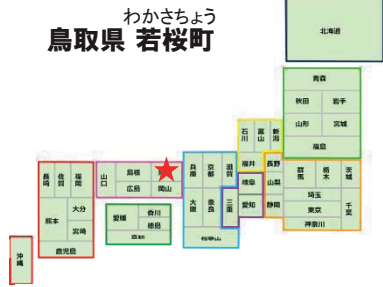 わかさちょう
鳥取県 若桜町
北海道
青森
秋田 岩手
山形 宮城
福島
石川 富山 新潟
兵庫 京都 滋賀
福井 長野
群馬 栃木 茨城
長崎 佐賀 福岡
山口 島根
広島 岡山
岐阜 山梨
埼玉
大阪 奈良 三重
愛知 静岡
東京 千葉
神奈川
熊本 大分
宮崎
愛媛 香川
徳島
高知
和歌山
鹿児島
沖縄